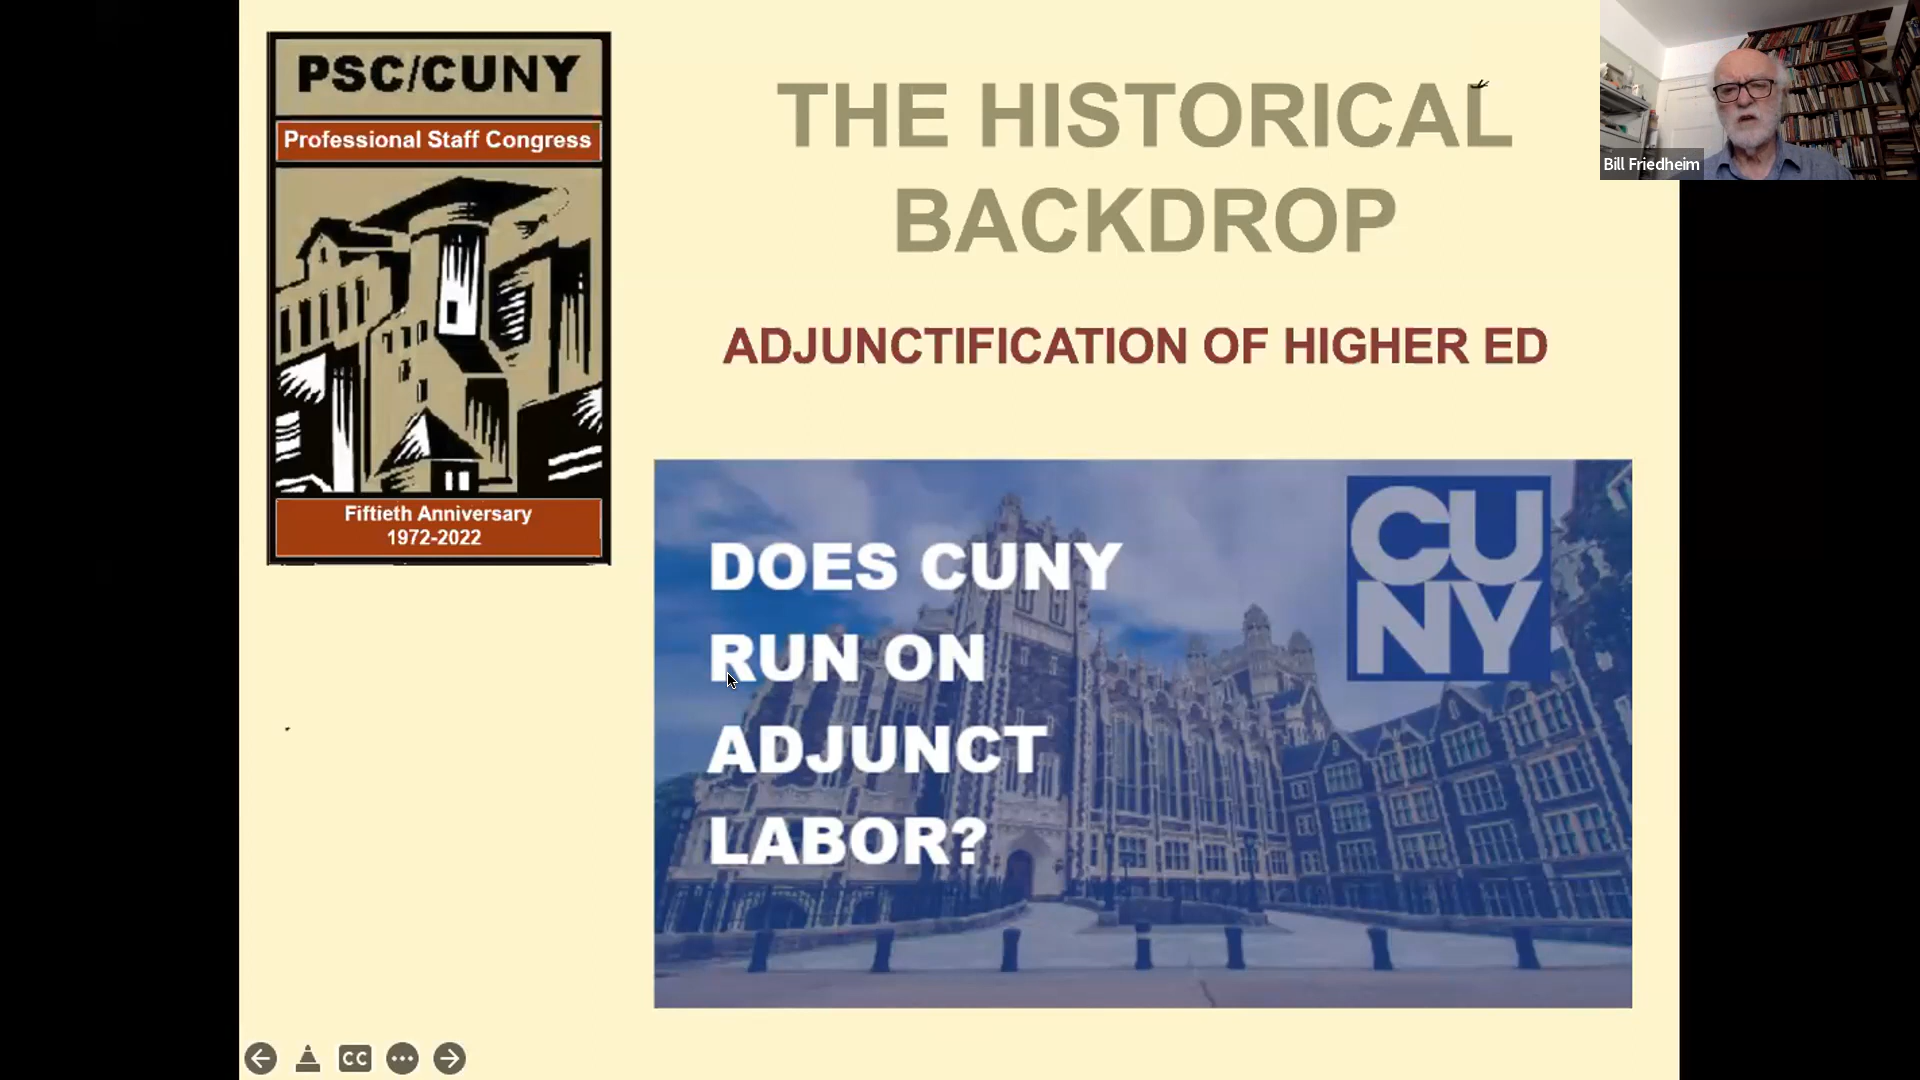 PSC/CUNY
Professional Staff Congress
Fiftieth Anniversary
1972-2022
THE HISTORICAL
BACKDROP
ADJUNCTIFICATION OF HIGHER ED
DOES CUNY
RUN ON
ADJUNCT
LABOR?
CU
NY
Bill Friedheim
CC